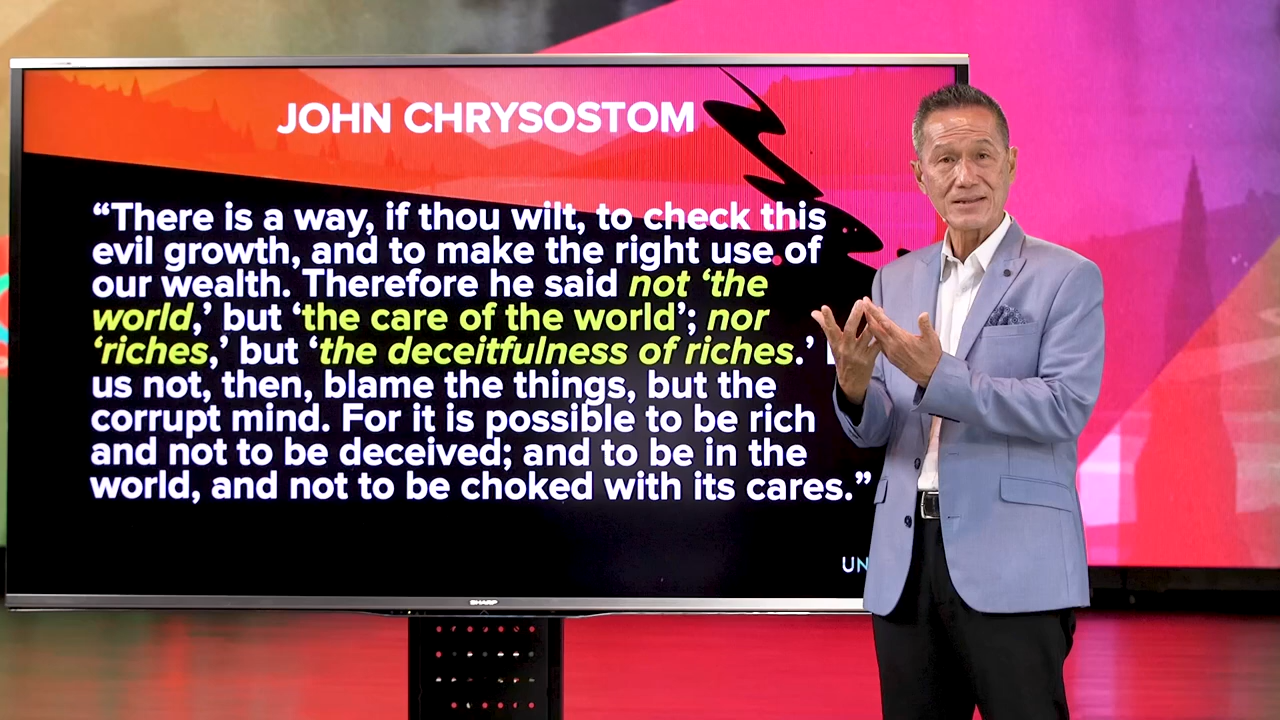 JOHN CHRYSOSTOM
“There is a way, if thou wilt, to check this
evil growth, and to make the right use of
our wealth. Therefore he said not ‘the
world,’ but ‘the care of the world’; nor
‘riches,’ but ‘the deceitfulness of riches.’
us not, then, blame the things, but the
corrupt mind. For it is possible to be rich
and not to be deceived; and to be in the
world, and not to be choked with its cares.”
UN
SHARP